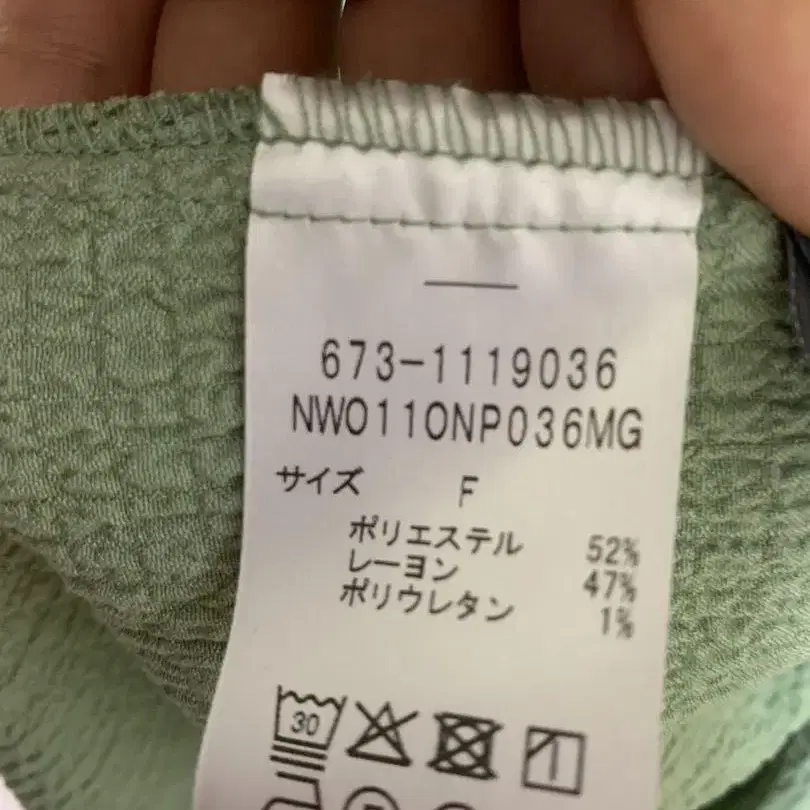 673-1119036
NW0110NP036MG
サイズ F
ポリエステル 52%
レーヨン 47%
ポリウレタン 1%
30